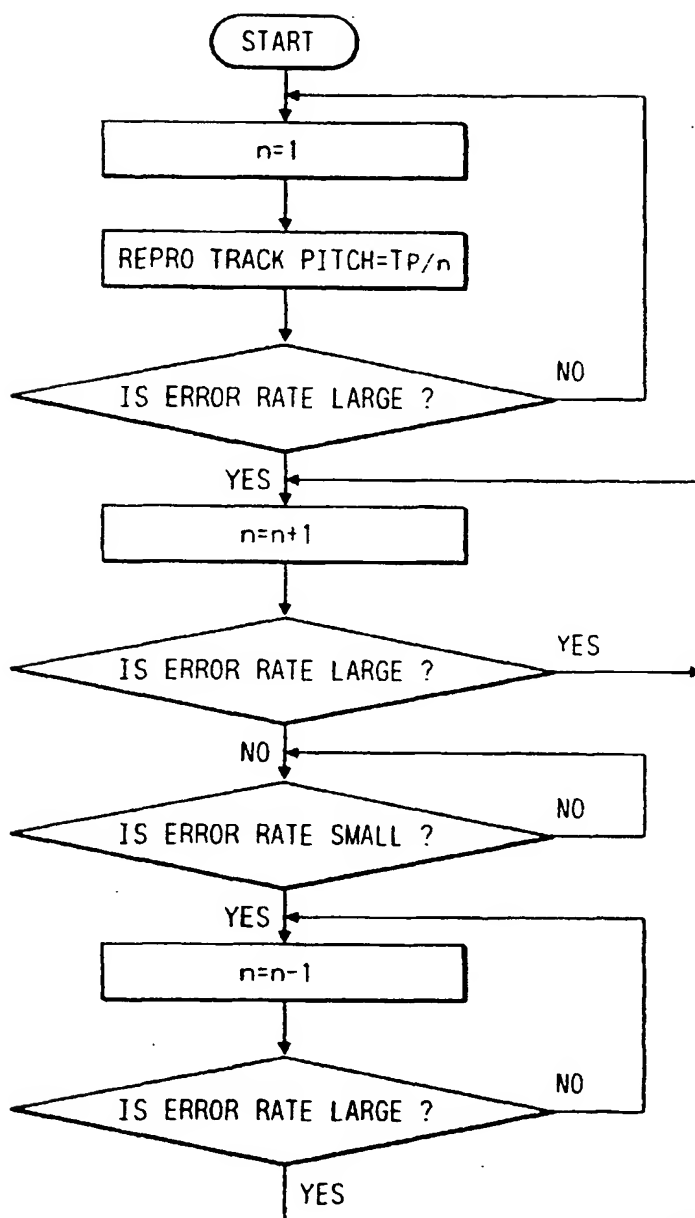 START
n=1
REPRO TRACK PITCH=TP/n
IS ERROR RATE LARGE ?
NO
YES
n=n+1
IS ERROR RATE LARGE ?
YES
NO
IS ERROR RATE SMALL ?
NO
YES
n=n-1
IS ERROR RATE LARGE ?
NO
YES